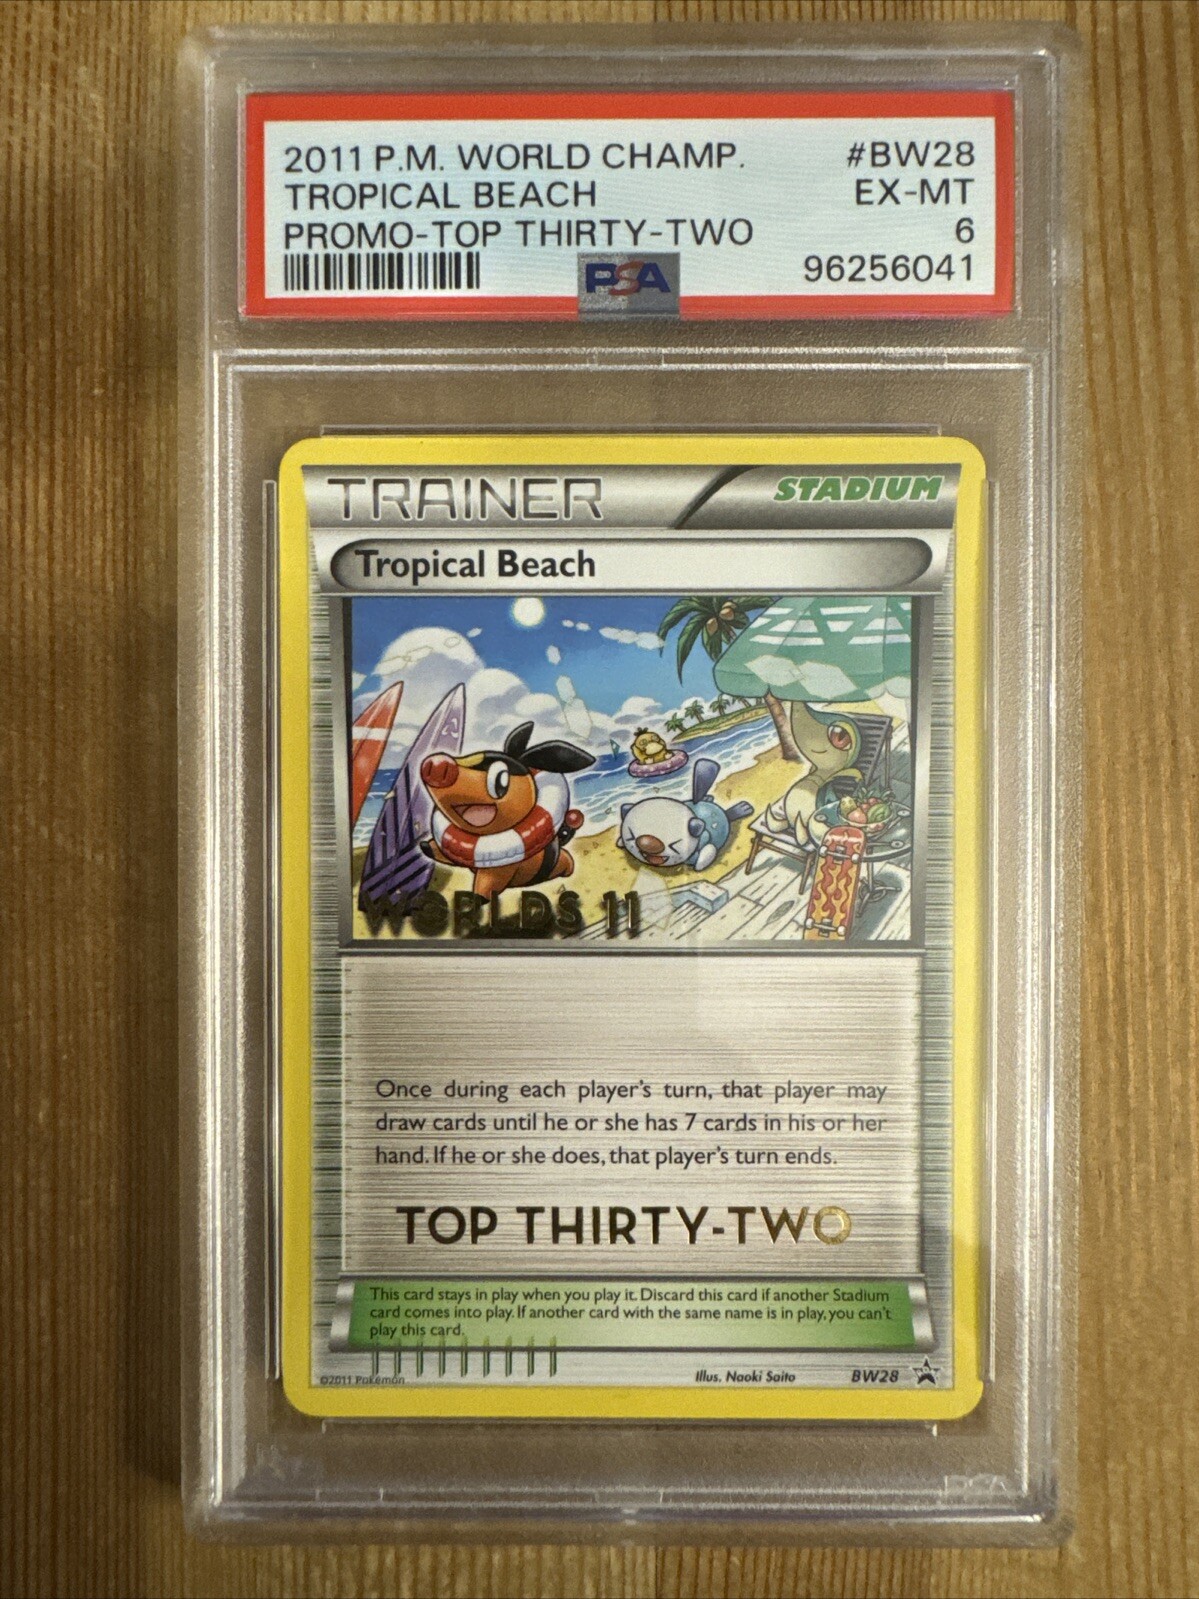 2011 P.M. WORLD CHAMP. #BW28
TROPICAL BEACH EX-MT
PROMO-TOP THIRTY-TWO 6
PSA 96256041
TRAINER STADIUM
Tropical Beach
WORLDS 11
Once during each player's turn, that player may
draw cards until he or she has 7 cards in his or her
hand. If he or she does, that player's turn ends.
TOP THIRTY-TWO
This card stays in play when you play it. Discard this card if another Stadium
card comes into play. If another card with the same name is in play, you can't
play this card.
©2011 Pokémon Illus. Naoki Saito BW28
PSA